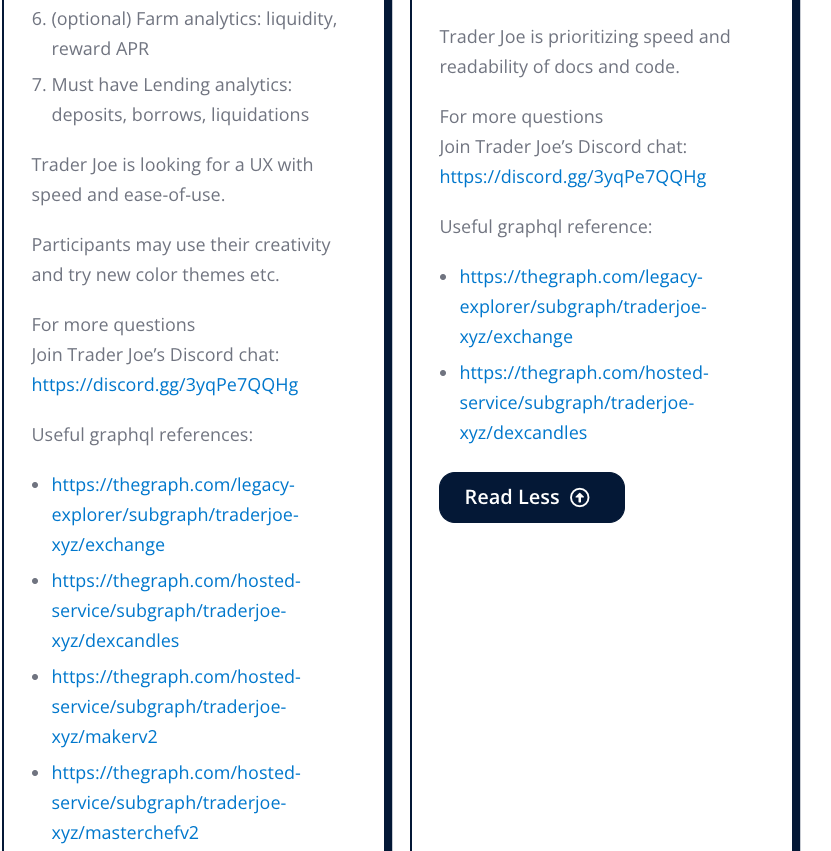 6. (optional) Farm analytics: liquidity,
reward APR
7. Must have Lending analytics:
deposits, borrows, liquidations
Trader Joe is looking for a UX with
speed and ease-of-use.
Participants may use their creativity
and try new color themes etc.
For more questions
Join Trader Joe’s Discord chat:
https://discord.gg/3yqPe7QQHg
Useful graphql references:
• https://thegraph.com/legacy-
explorer/subgraph/traderjoe-
xyz/exchange
• https://thegraph.com/hosted-
service/subgraph/traderjoe-
xyz/dexcandles
• https://thegraph.com/hosted-
service/subgraph/traderjoe-
xyz/makerv2
• https://thegraph.com/hosted-
service/subgraph/traderjoe-
xyz/masterchefv2
Trader Joe is prioritizing speed and
readability of docs and code.
For more questions
Join Trader Joe’s Discord chat:
https://discord.gg/3yqPe7QQHg
Useful graphql reference:
• https://thegraph.com/legacy-
explorer/subgraph/traderjoe-
xyz/exchange
• https://thegraph.com/hosted-
service/subgraph/traderjoe-
xyz/dexcandles
Read Less